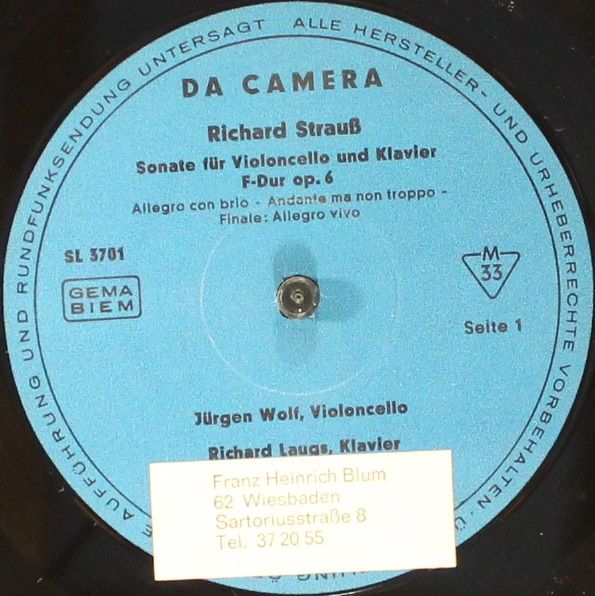 ALLE HERSTELLER- UND URHEBERRECHTE VORBEHALTEN · Ü
E AUFFÜHRUNG UND RUNDFUNKSENDUNG UNTERSAGT
DA CAMERA
Richard Strauß
Sonate für Violoncello und Klavier
F-Dur op. 6
Allegro con brio - Andante ma non troppo -
Finale: Allegro vivo
SL 3701
GEMA
BIEM
M
33
Seite 1
Jürgen Wolf, Violoncello
Richard Laugs, Klavier
Franz Heinrich Blum
62 Wiesbaden
Sartoriusstraße 8
Tel. 37 20 55